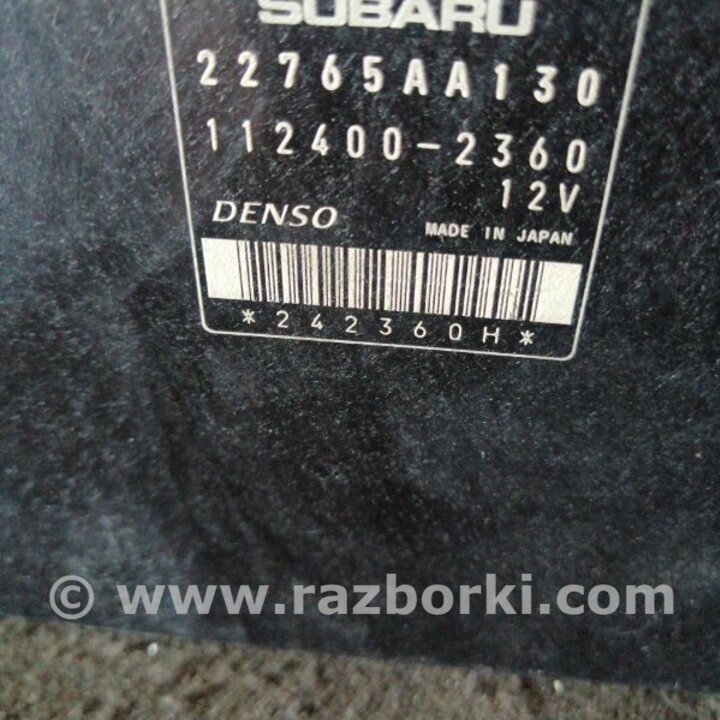 SUBARU
22765AA130
112400-2360
12V
DENSO MADE IN JAPAN
*242360H*
© www.razborki.com